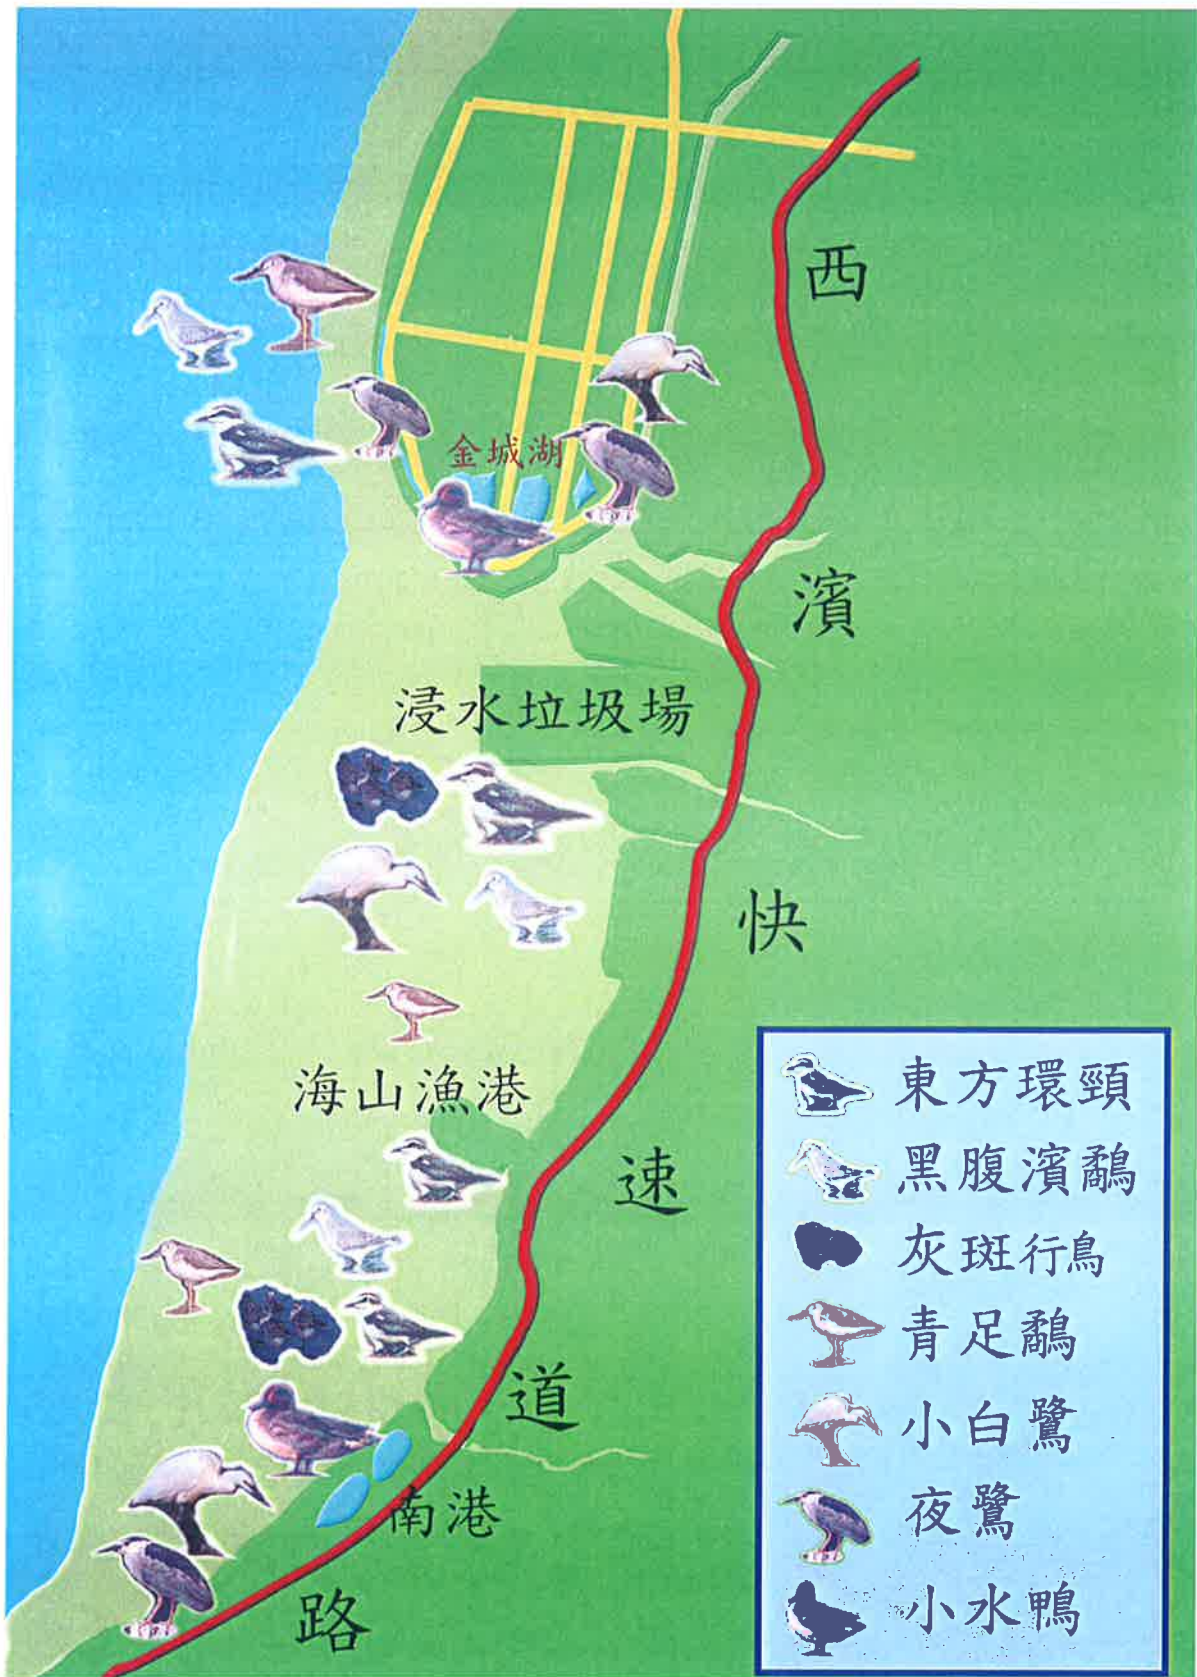 西
濱
快
速
道
路
金城湖
浸水垃圾場
海山漁港
南港
東方環頸
黑腹濱鷸
灰斑行鳥
青足鷸
小白鷺
夜鷺
小水鴨